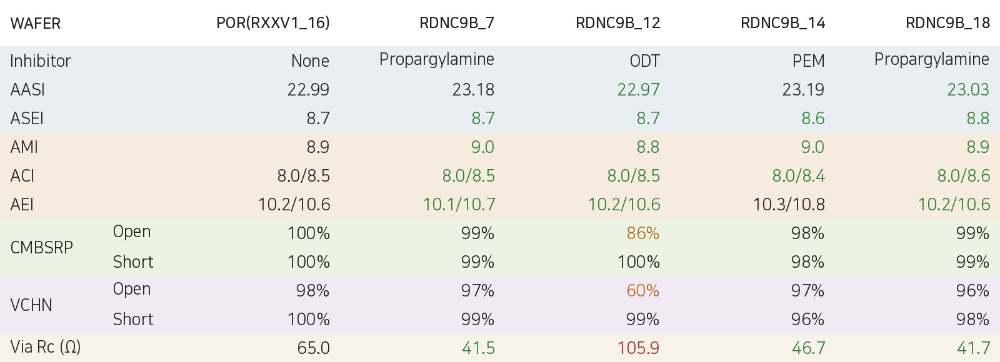 WAFER POR(RXXV1_16) RDNC9B_7 RDNC9B_12 RDNC9B_14 RDNC9B_18
Inhibitor None Propargylamine ODT PEM Propargylamine
AASI 22.99 23.18 22.97 23.19 23.03
ASEI 8.7 8.7 8.7 8.6 8.8
AMI 8.9 9.0 8.8 9.0 8.9
ACI 8.0/8.5 8.0/8.5 8.0/8.5 8.0/8.4 8.0/8.6
AEI 10.2/10.6 10.1/10.7 10.2/10.6 10.3/10.8 10.2/10.6
CMBSRP
Open 100% 99% 86% 98% 99%
Short 100% 99% 100% 98% 99%
VCHN
Open 98% 97% 60% 97% 96%
Short 100% 99% 99% 96% 98%
Via Rc (Ω) 65.0 41.5 105.9 46.7 41.7